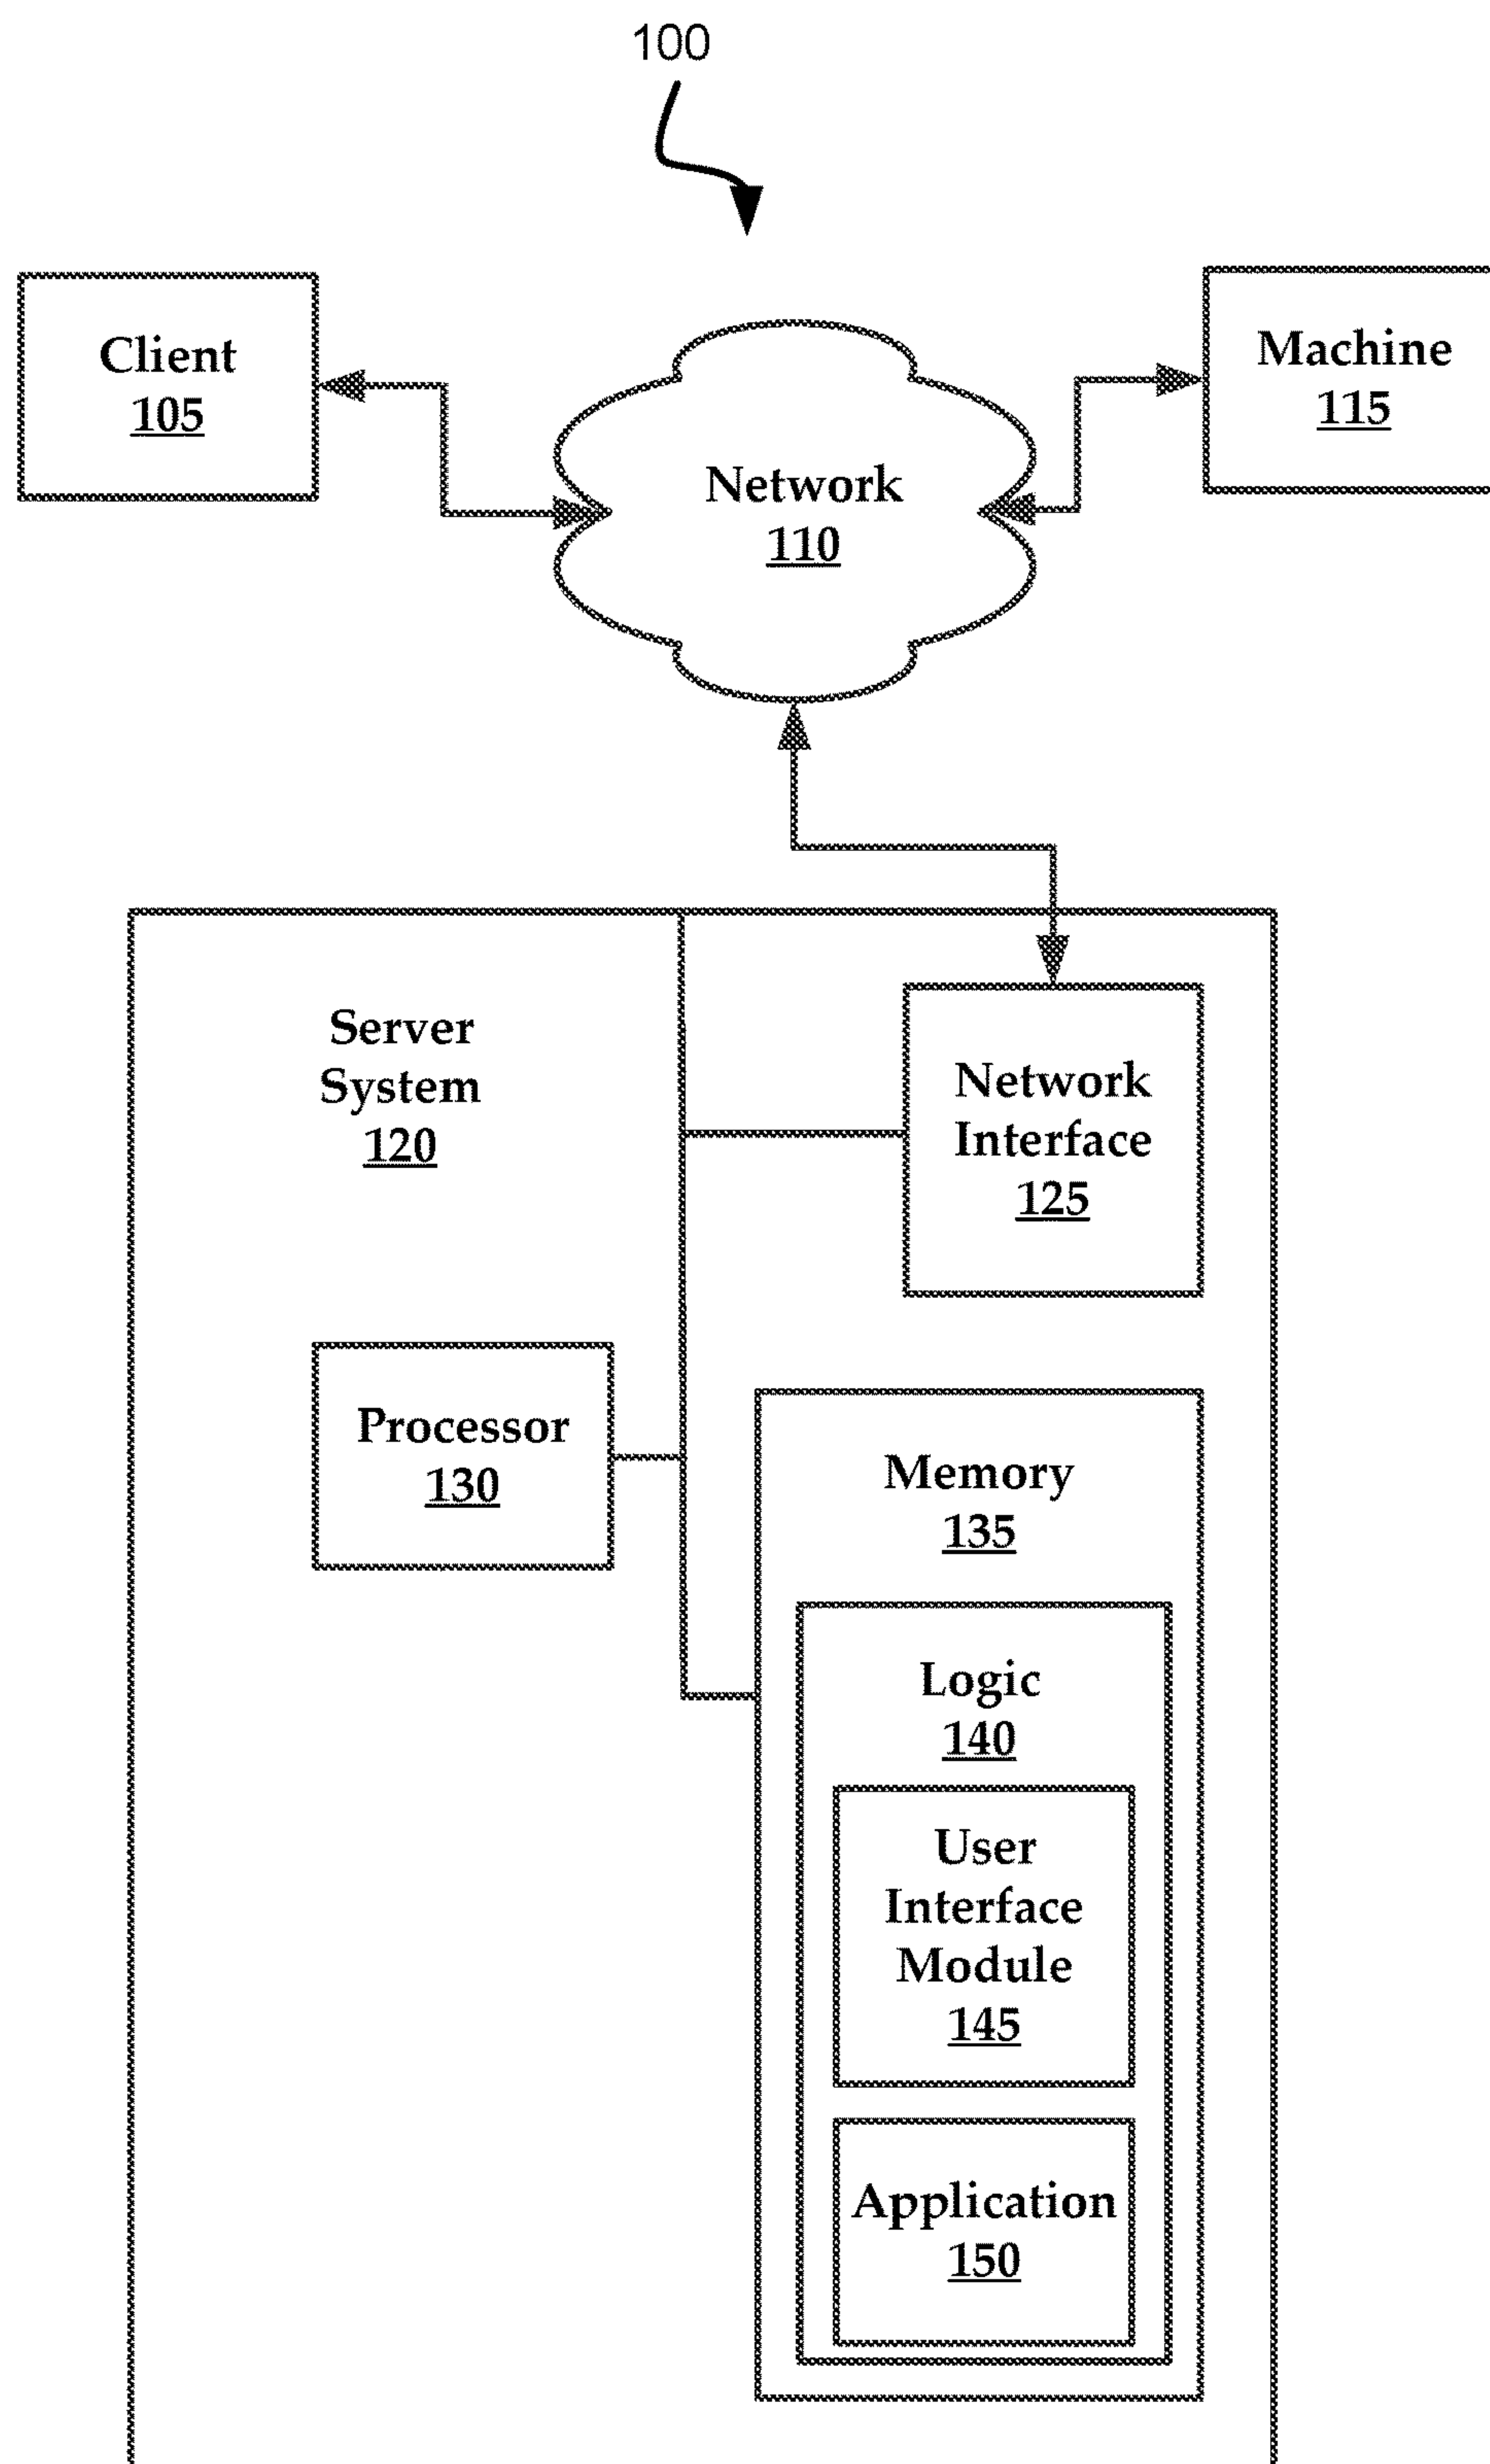 100
Client
105
Machine
115
Network
110
Server
System
120
Network
Interface
125
Processor
130
Memory
135
Logic
140
User
Interface
Module
145
Application
150